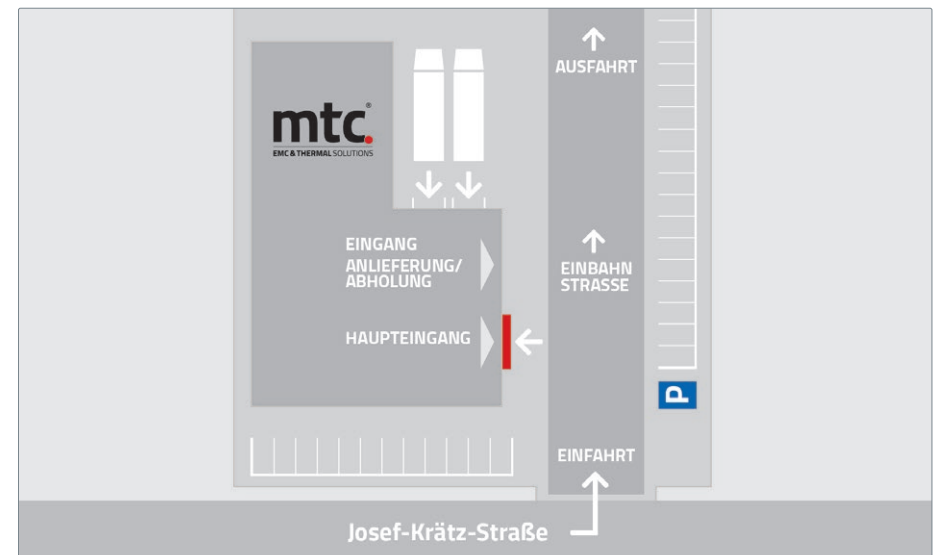 AUSFAHRT
mtc.®
EMC & THERMAL SOLUTIONS
EINGANG
ANLIEFERUNG/
ABHOLUNG
EINBAHN
STRASSE
HAUPTEINGANG
P
EINFAHRT
Josef-Krätz-Straße